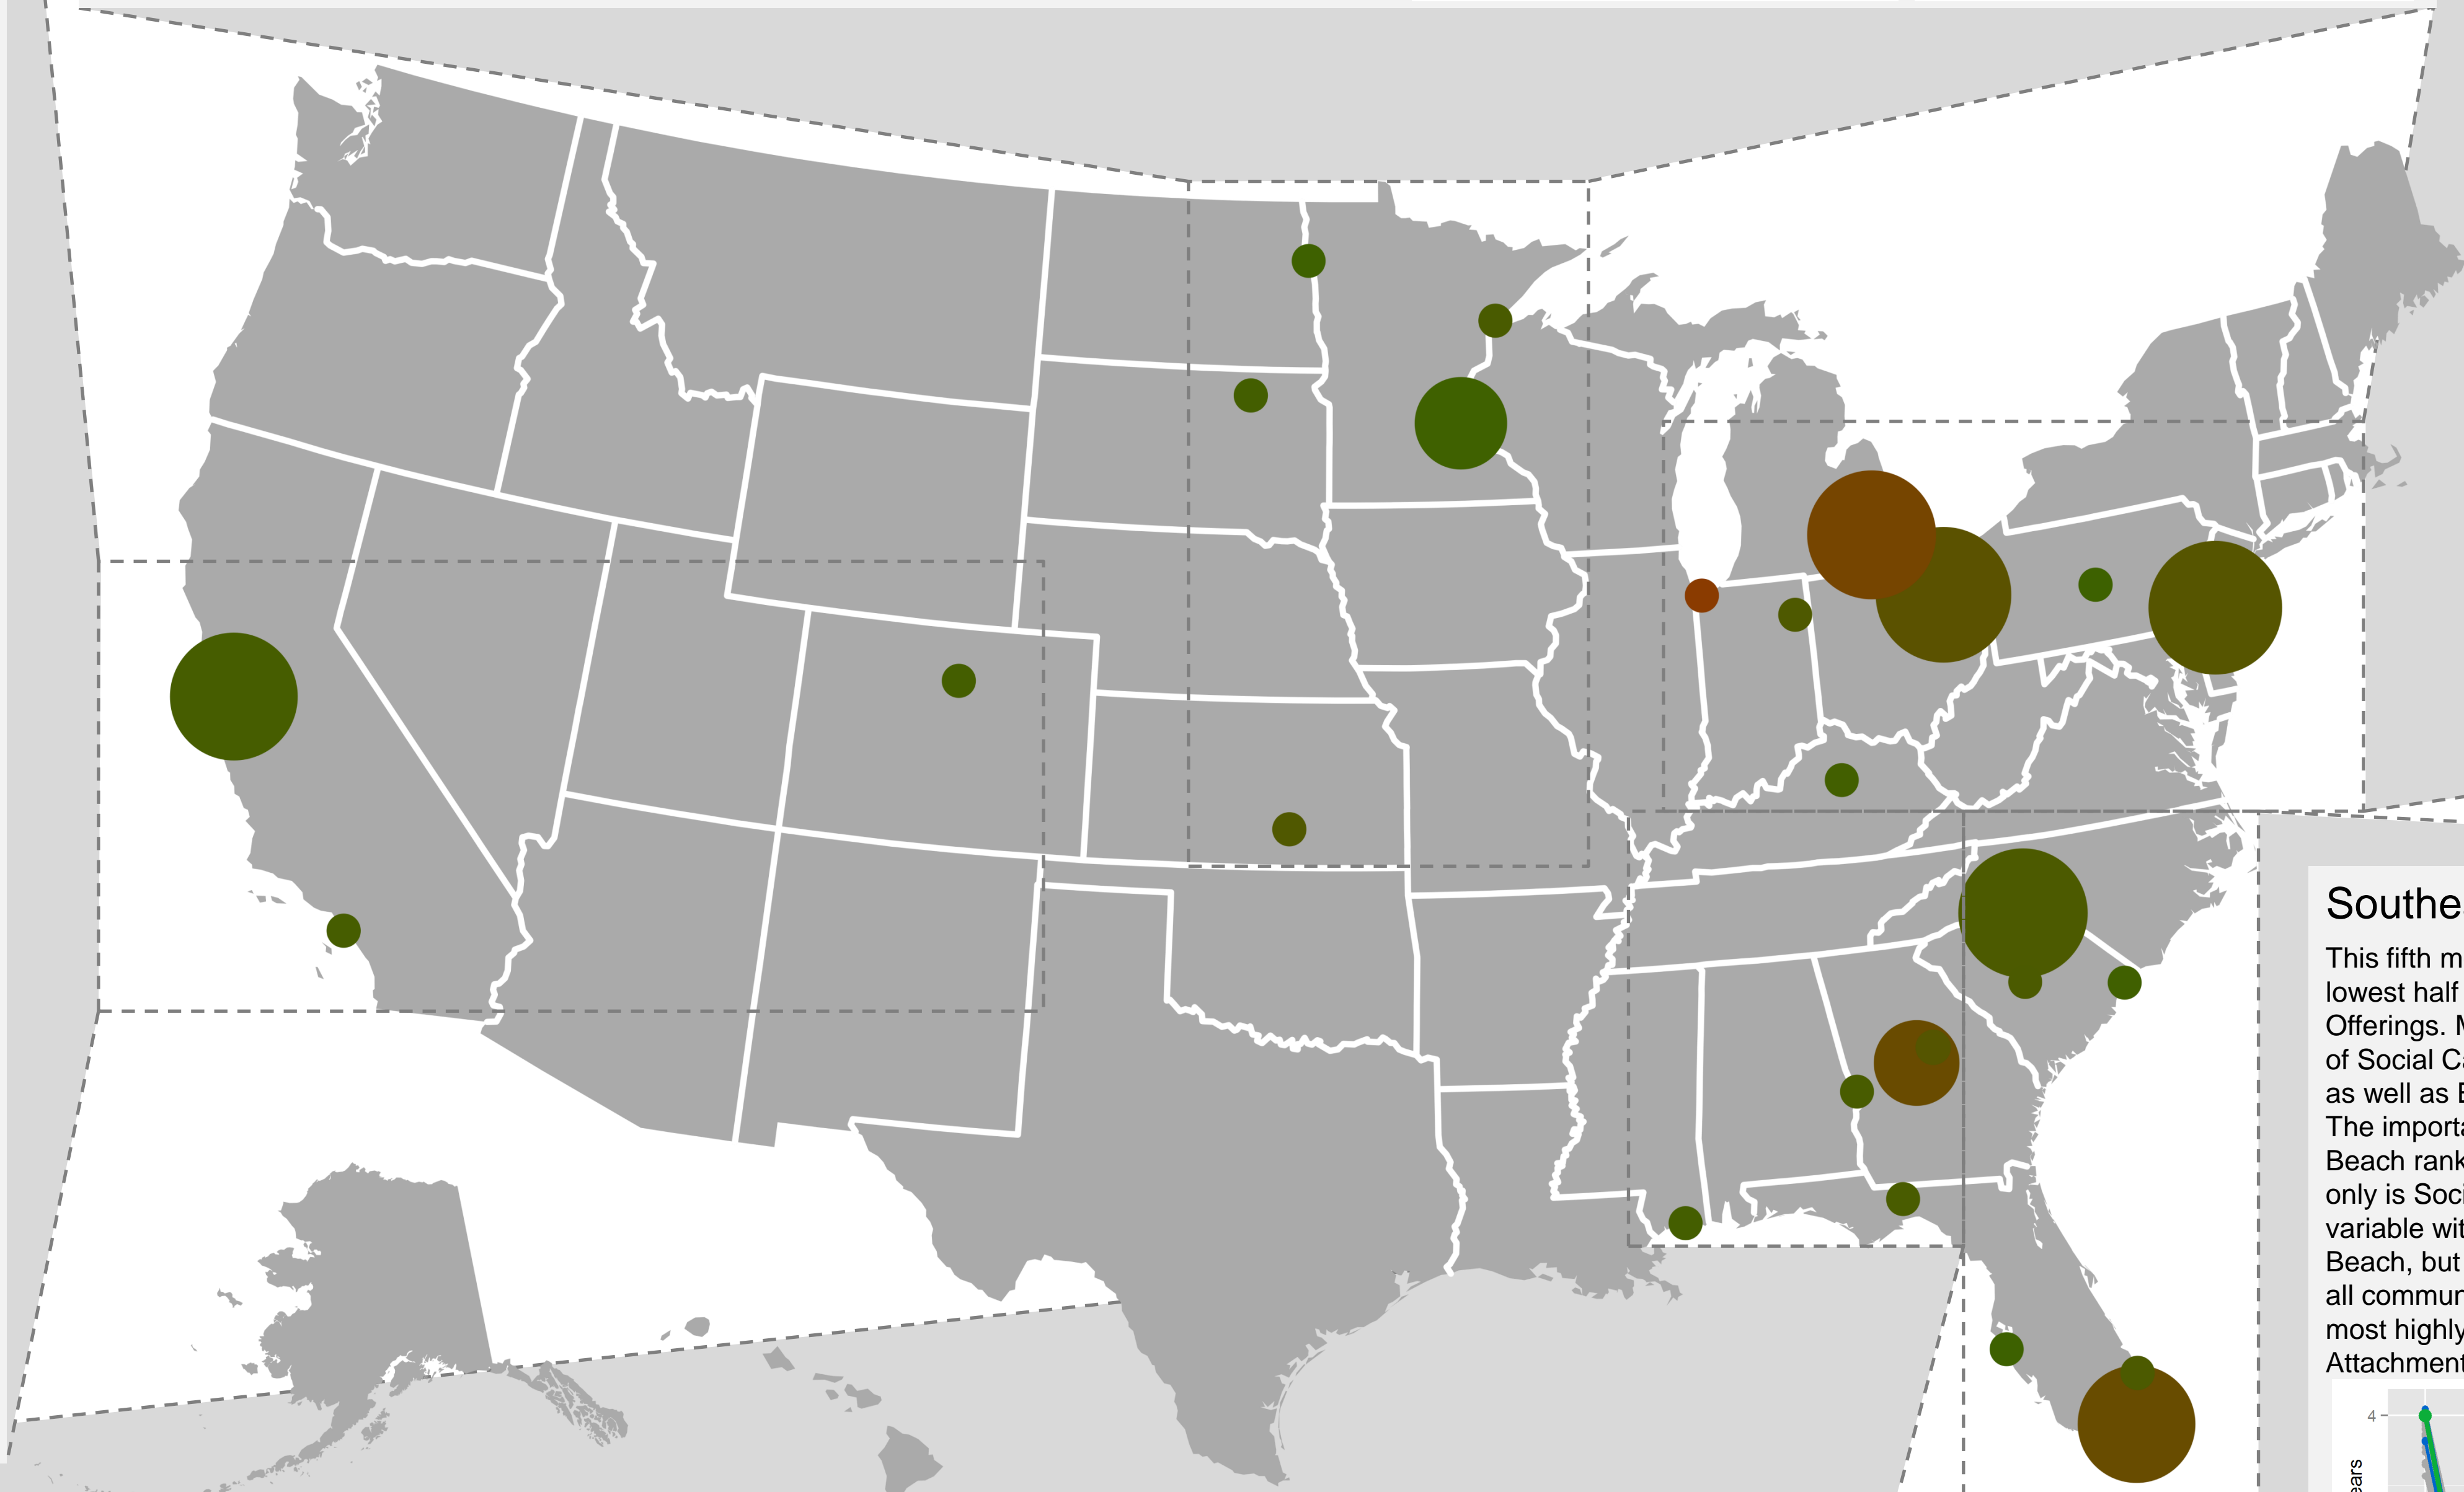 Southe
This fifth m
lowest half
Offerings. M
of Social Ca
as well as E
The importa
Beach rank
only is Soci
variable wit
Beach, but
all commun
most highly
Attachment
4
ears